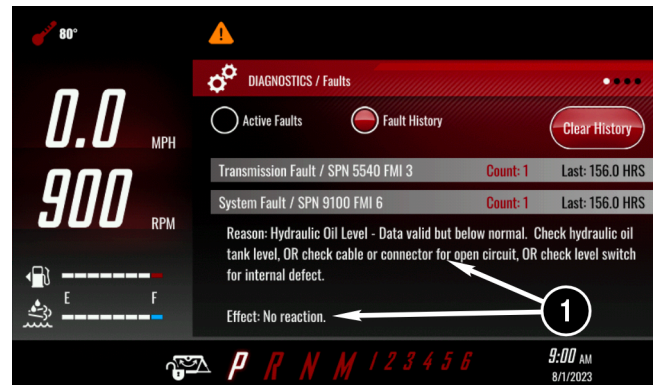 80°
DIAGNOSTICS / Faults
Active Faults
Fault History
Clear History
0.0 MPH
900 RPM
Transmission Fault / SPN 5540 FMI 3 Count: 1 Last: 156.0 HRS
System Fault / SPN 9100 FMI 6 Count: 1 Last: 156.0 HRS
Reason: Hydraulic Oil Level - Data valid but below normal. Check hydraulic oil
tank level, OR check cable or connector for open circuit, OR check level switch
for internal defect.
Effect: No reaction.
1
E F
P R N M 1 2 3 4 5 6
9:00 AM
8/1/2023